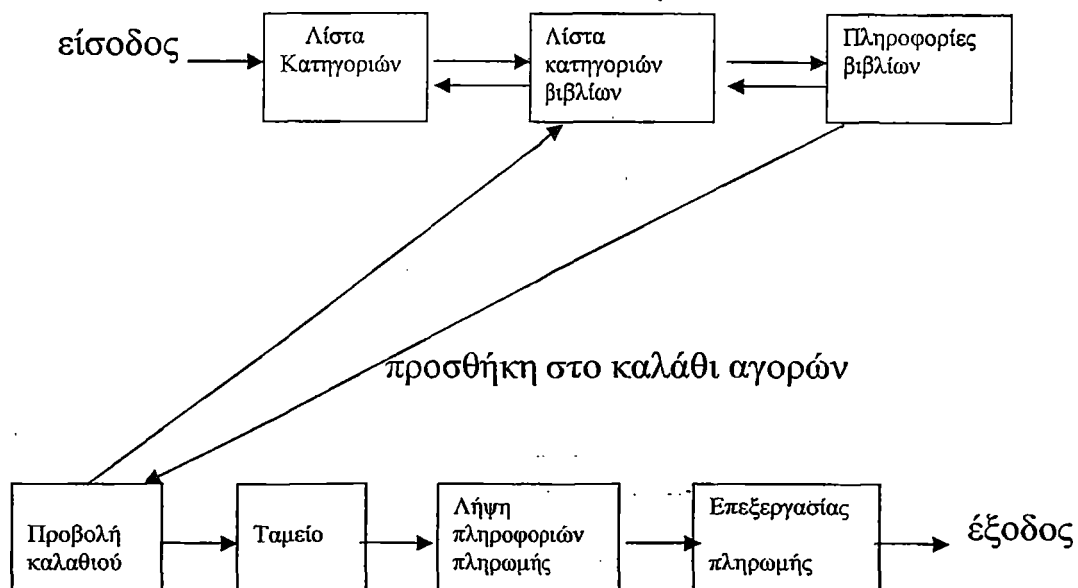 είσοδος
Λίστα
Κατηγοριών
Λίστα
κατηγοριών
βιβλίων
Πληροφορίες
βιβλίων
προσθήκη στο καλάθι αγορών
Προβολή
καλαθιού
Ταμείο
Λήψη
πληροφοριών
πληρωμής
Επεξεργασίας
πληρωμής
έξοδος